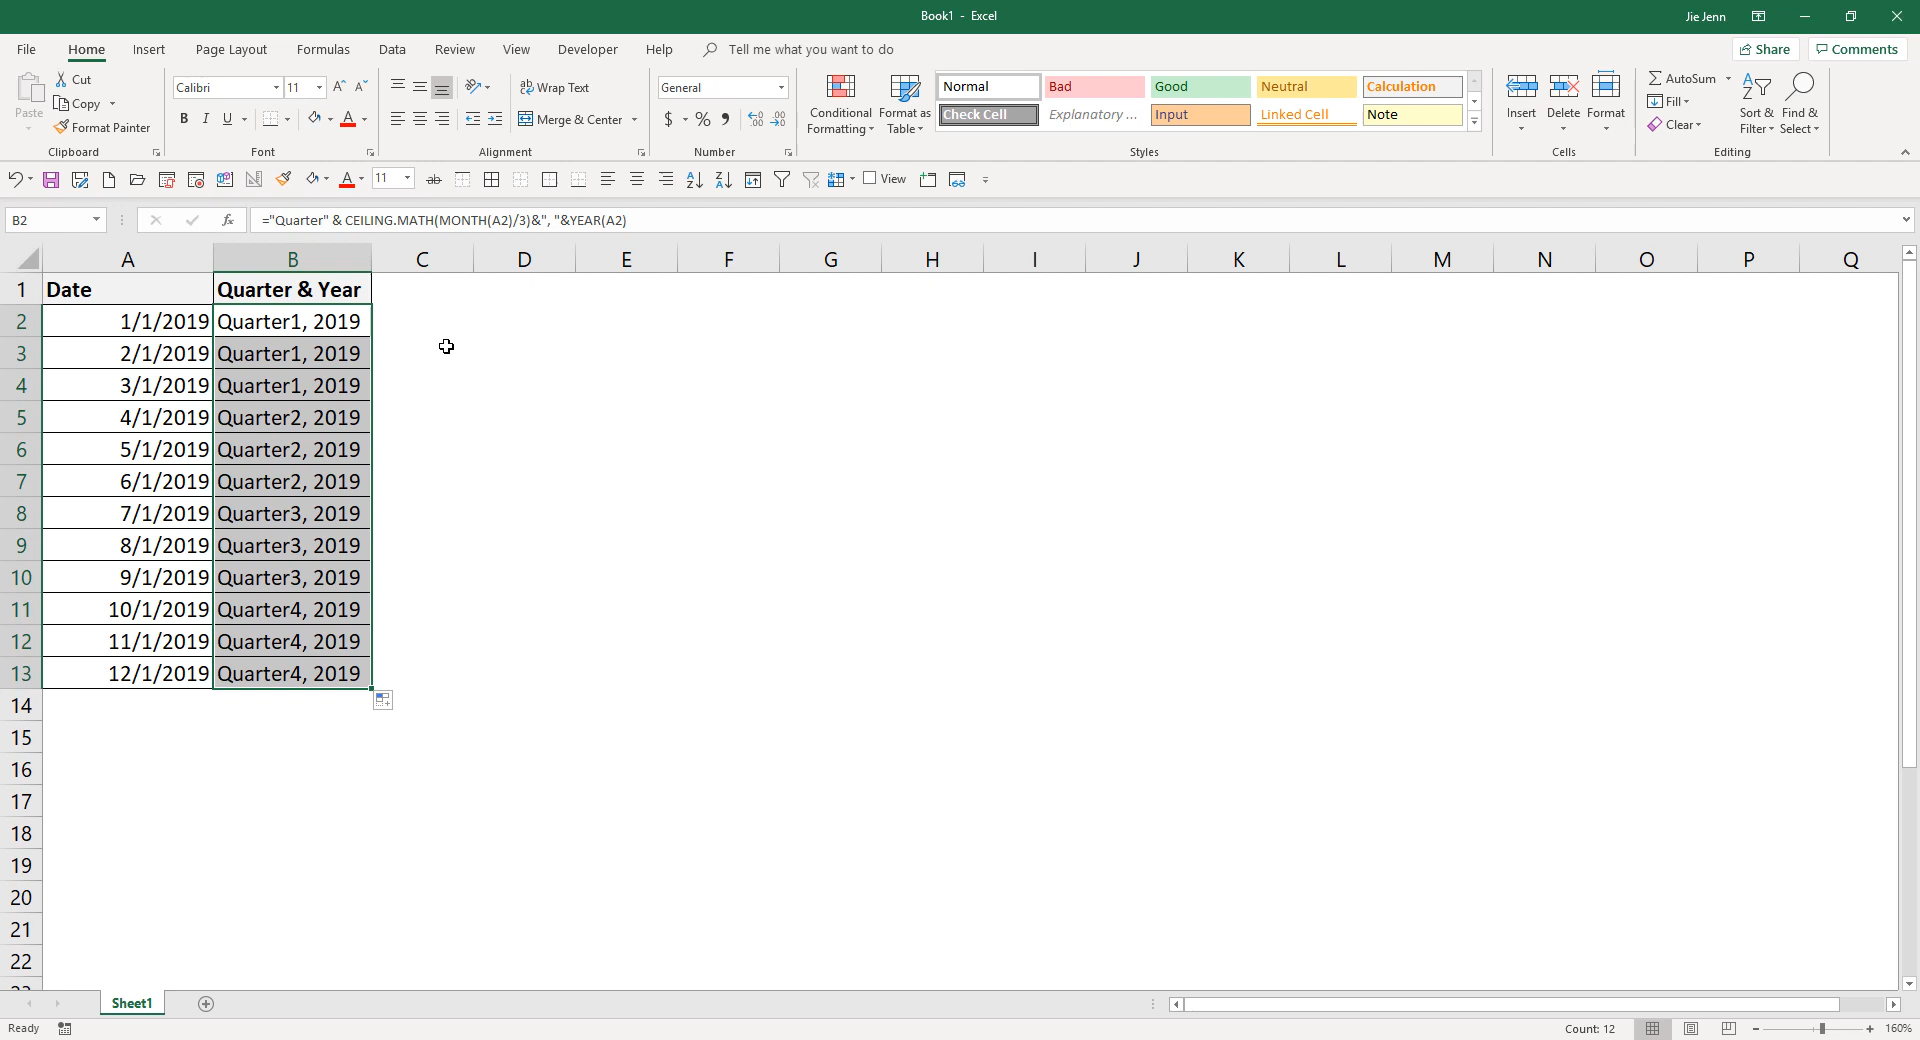 Book1 - Excel
Jie Jenn
File Home Insert Page Layout Formulas Data Review View Developer Help Tell me what you want to do Share Comments
Paste Cut Copy Format Painter
Clipboard
Calibri 11 A A
B I U A
Font
ab Wrap Text
Merge & Center
Alignment
General
$ % , .00
Number
Conditional Formatting
Format as Table
Normal Bad Good Neutral Calculation
Check Cell Explanatory ... Input Linked Cell Note
Styles
Insert Delete Format
Cells
AutoSum
Fill
Clear
Sort & Filter
Find & Select
Editing
A 11 ab View
B2 fx ="Quarter" & CEILING.MATH(MONTH(A2)/3)&", "&YEAR(A2)
A B C D E F G H I J K L M N O P Q
1 Date Quarter & Year
2 1/1/2019 Quarter1, 2019
3 2/1/2019 Quarter1, 2019
4 3/1/2019 Quarter1, 2019
5 4/1/2019 Quarter2, 2019
6 5/1/2019 Quarter2, 2019
7 6/1/2019 Quarter2, 2019
8 7/1/2019 Quarter3, 2019
9 8/1/2019 Quarter3, 2019
10 9/1/2019 Quarter3, 2019
11 10/1/2019 Quarter4, 2019
12 11/1/2019 Quarter4, 2019
13 12/1/2019 Quarter4, 2019
14
15
16
17
18
19
20
21
22
Sheet1
Ready Count: 12 160%